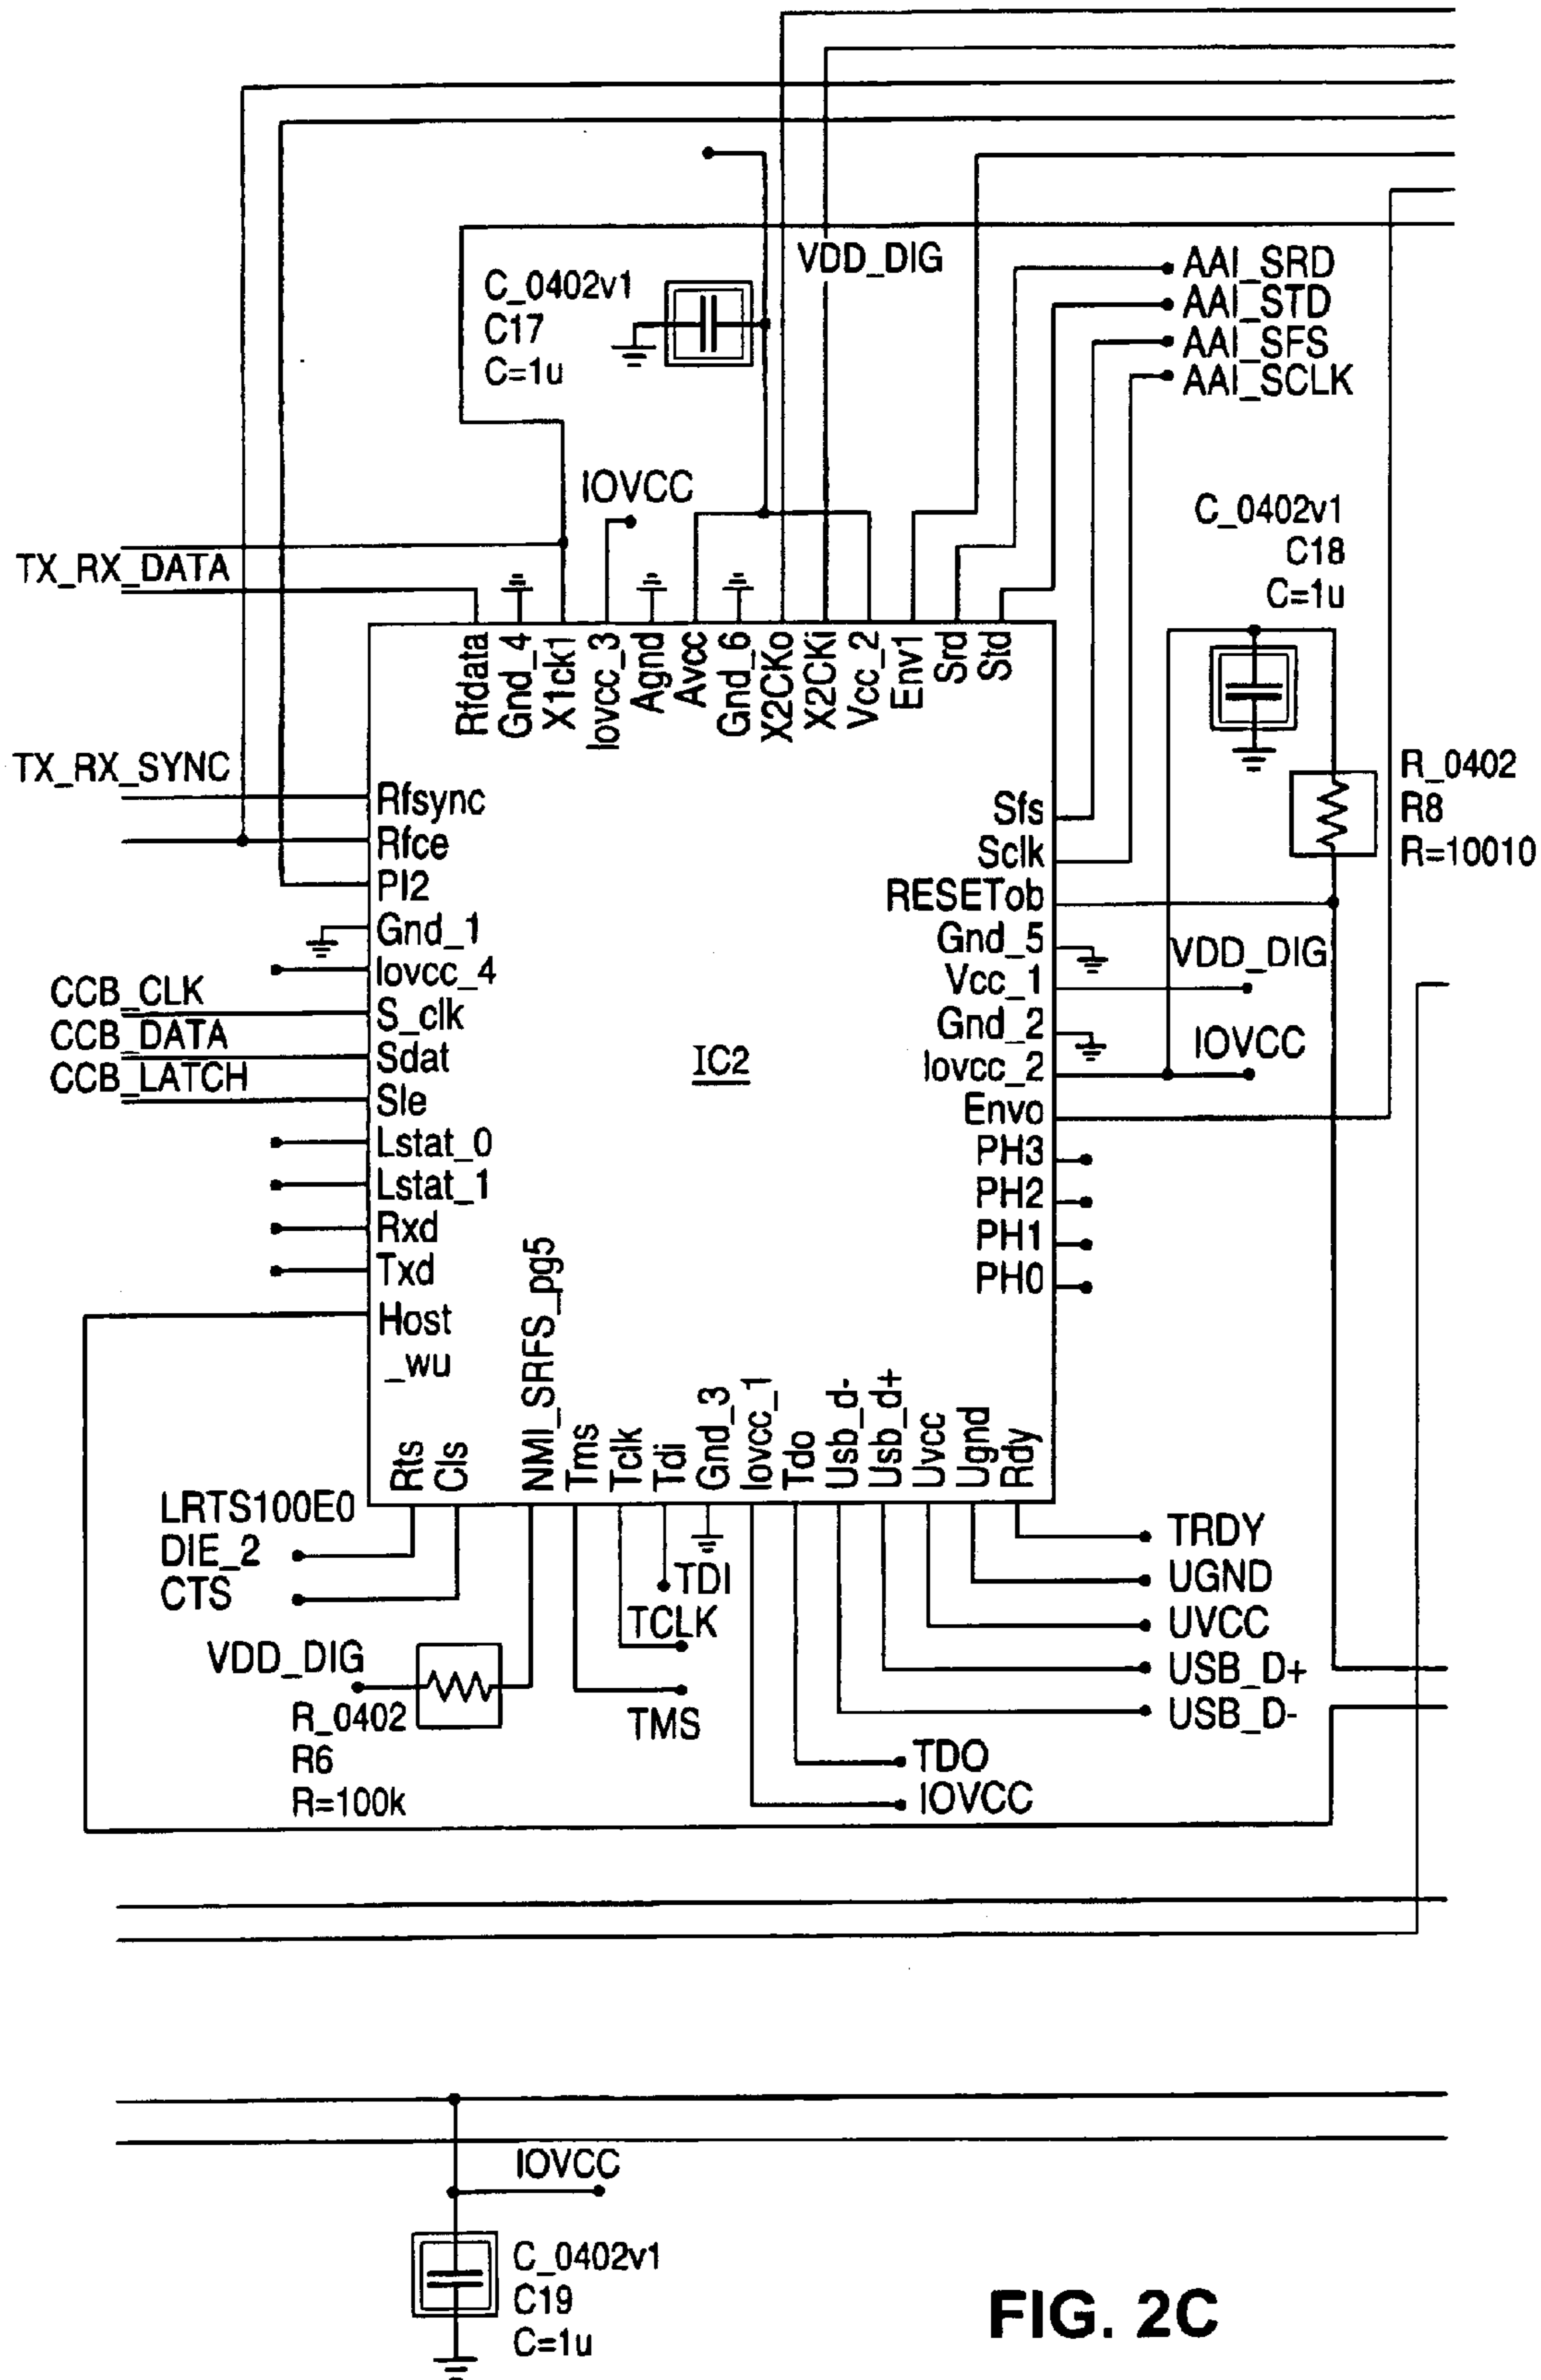 VDD_DIG
C_0402v1
C17
C=1u
AAI_SRD
AAI_STD
AAI_SFS
AAI_SCLK
IOVCC
C_0402v1
C18
C=1u
TX_RX_DATA
Rfdata
Gnd_4
X1ck1
Iovcc_3
Agnd
Avcc
Gnd_6
X2CKo
X2CKi
Vcc_2
Env1
Srd
Std
TX_RX_SYNC
R_0402
R8
R=10010
Rfsync
Rfce
PI2
Gnd_1
Iovcc_4
CCB_CLK
S_clk
CCB_DATA
Sdat
CCB_LATCH
Sle
Lstat_0
Lstat_1
Rxd
Txd
Host
_wu
IC2
Sfs
Sclk
RESETob
Gnd_5
VDD_DIG
Vcc_1
Gnd_2
IOVCC
Iovcc_2
Envo
PH3
PH2
PH1
PH0
Rts
Cls
NMI_SRFS_pg5
Tms
Tclk
Tdi
Gnd_3
Iovcc_1
Tdo
Usb_d-
Usb_d+
Uvcc
Ugnd
Rdy
LRTS100E0
DIE_2
CTS
TDI
TCLK
TMS
VDD_DIG
R_0402
R6
R=100k
TRDY
UGND
UVCC
USB_D+
USB_D-
TDO
IOVCC
IOVCC
C_0402v1
C19
C=1u
FIG. 2C